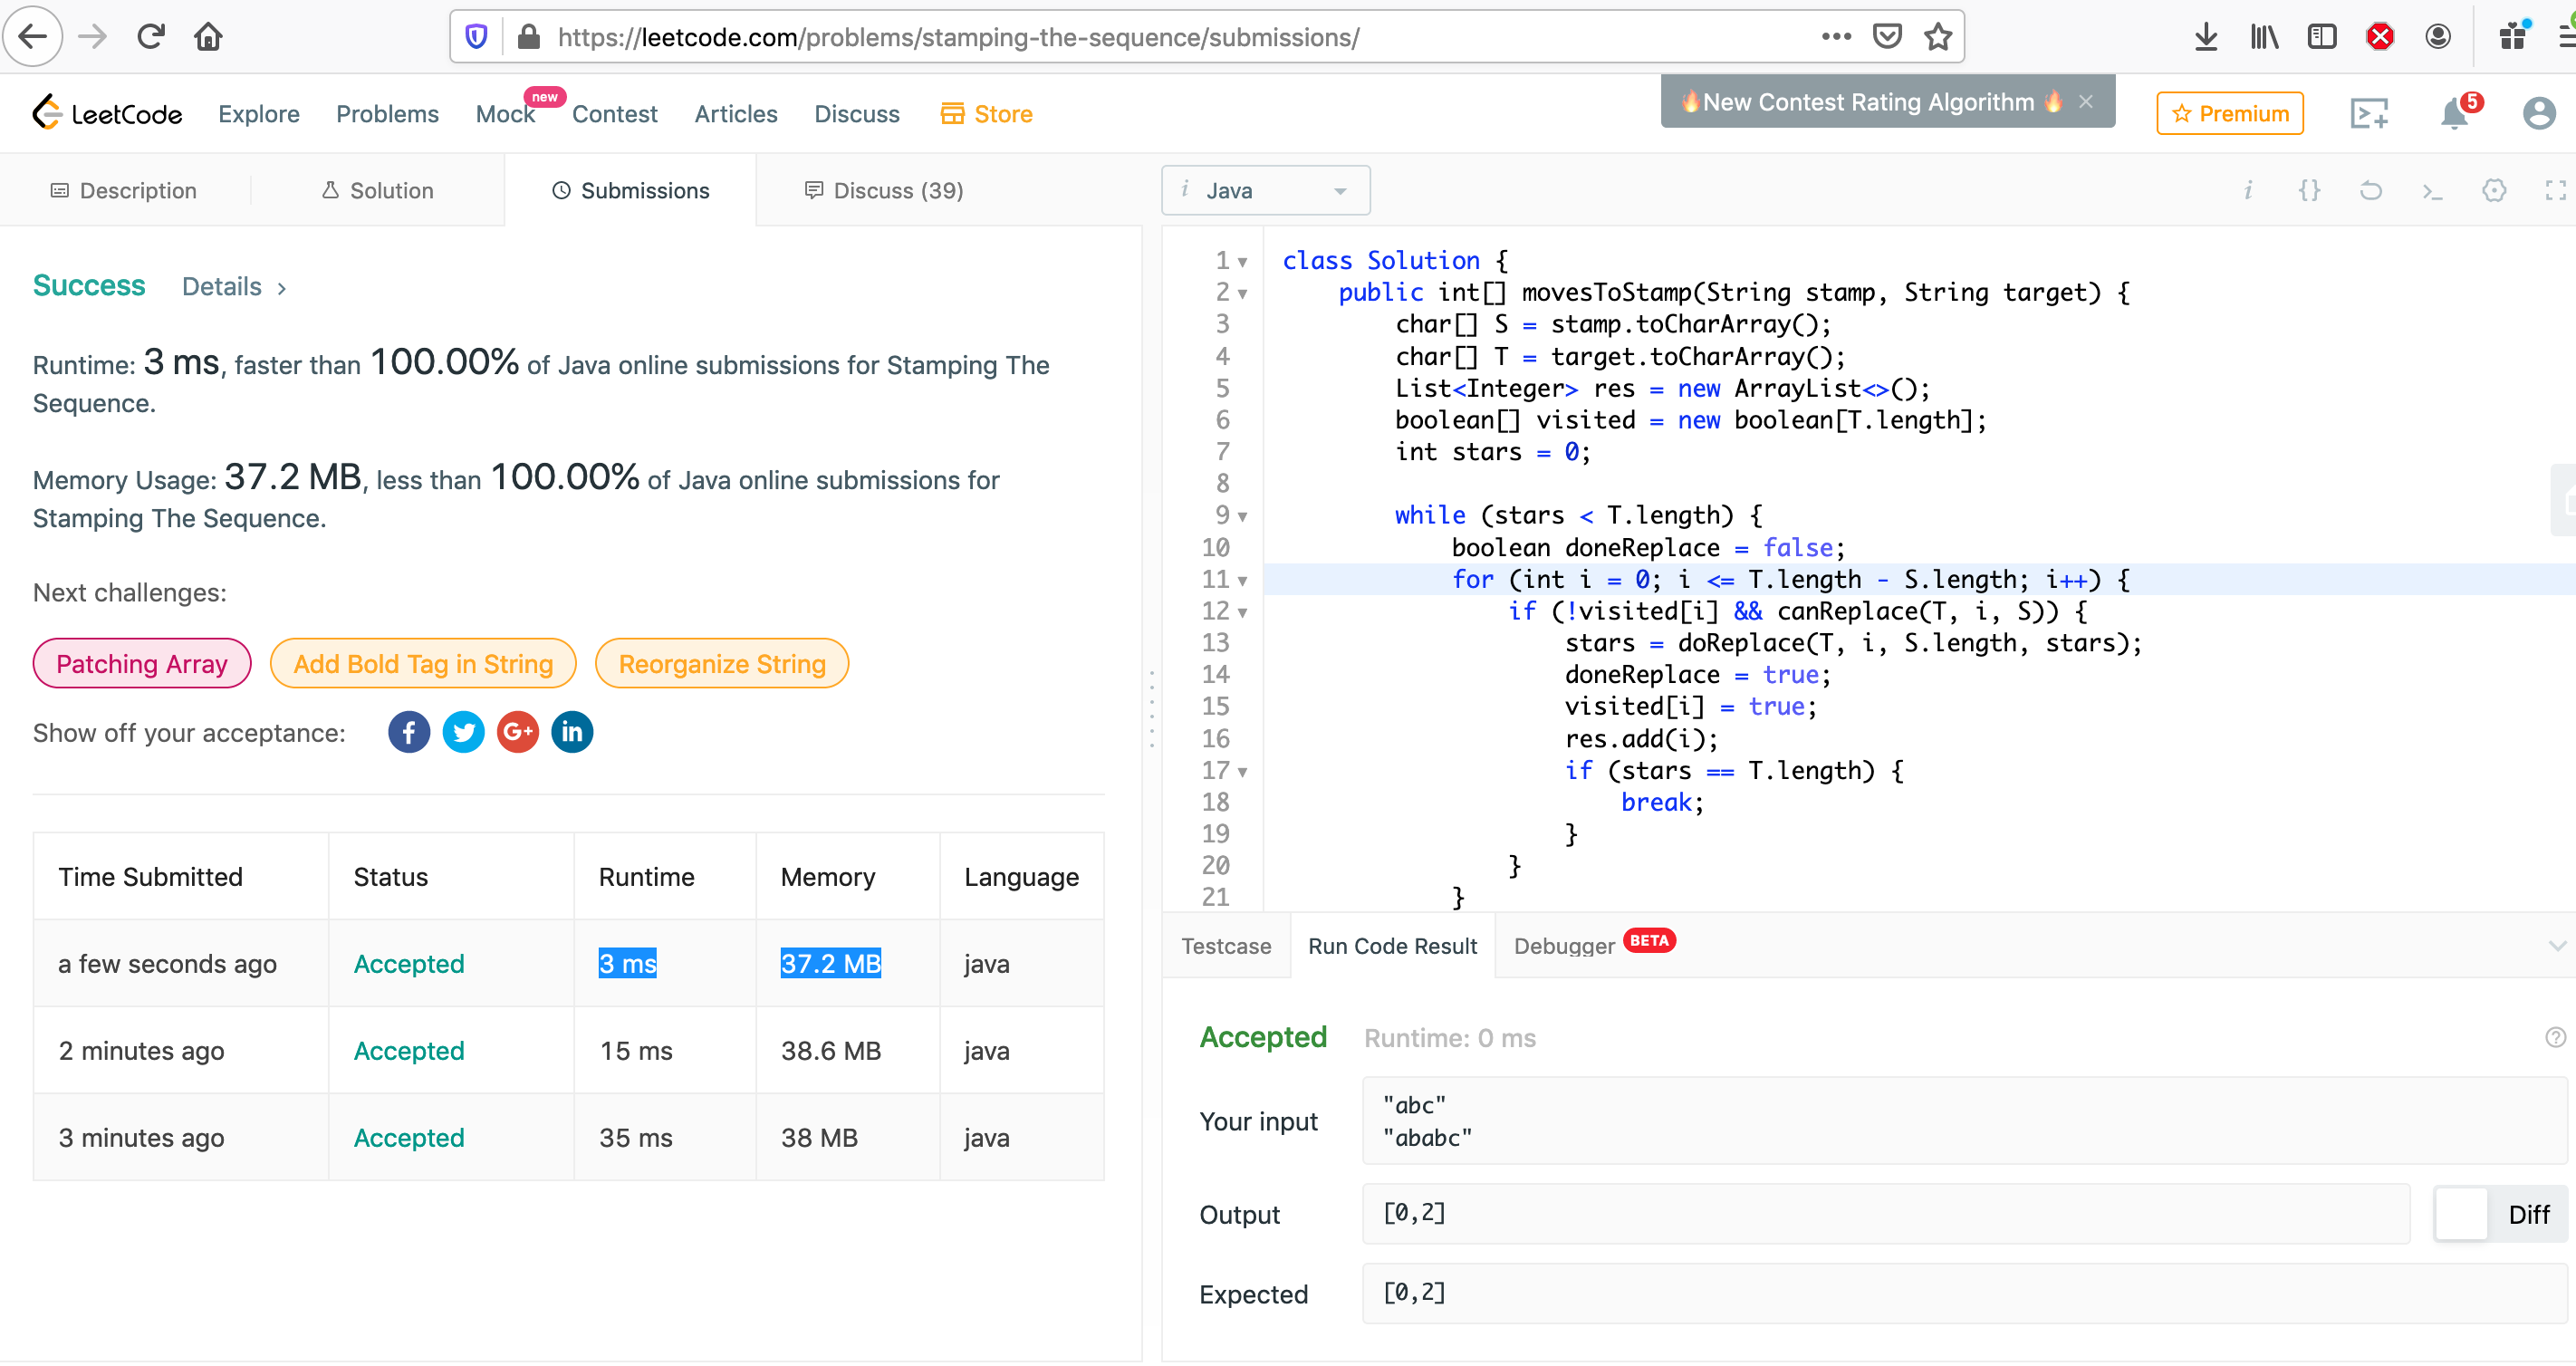 https://leetcode.com/problems/stamping-the-sequence/submissions/
LeetCode Explore Problems Mock new Contest Articles Discuss Store 🔥New Contest Rating Algorithm 🔥 × Premium 5
Description Solution Submissions Discuss (39)
Success Details >
Runtime: 3 ms, faster than 100.00% of Java online submissions for Stamping The
Sequence.
Memory Usage: 37.2 MB, less than 100.00% of Java online submissions for
Stamping The Sequence.
Next challenges:
Patching Array Add Bold Tag in String Reorganize String
Show off your acceptance: f G+ in
Time Submitted Status Runtime Memory Language
a few seconds ago Accepted 3 ms 37.2 MB java
2 minutes ago Accepted 15 ms 38.6 MB java
3 minutes ago Accepted 35 ms 38 MB java
i Java i {} >_
1 class Solution {
2 public int[] movesToStamp(String stamp, String target) {
3 char[] S = stamp.toCharArray();
4 char[] T = target.toCharArray();
5 List<Integer> res = new ArrayList<>();
6 boolean[] visited = new boolean[T.length];
7 int stars = 0;
8
9 while (stars < T.length) {
10 boolean doneReplace = false;
11 for (int i = 0; i <= T.length - S.length; i++) {
12 if (!visited[i] && canReplace(T, i, S)) {
13 stars = doReplace(T, i, S.length, stars);
14 doneReplace = true;
15 visited[i] = true;
16 res.add(i);
17 if (stars == T.length) {
18 break;
19 }
20 }
21 }
Testcase Run Code Result Debugger BETA
Accepted Runtime: 0 ms ?
Your input "abc"
"ababc"
Output [0,2] Diff
Expected [0,2]